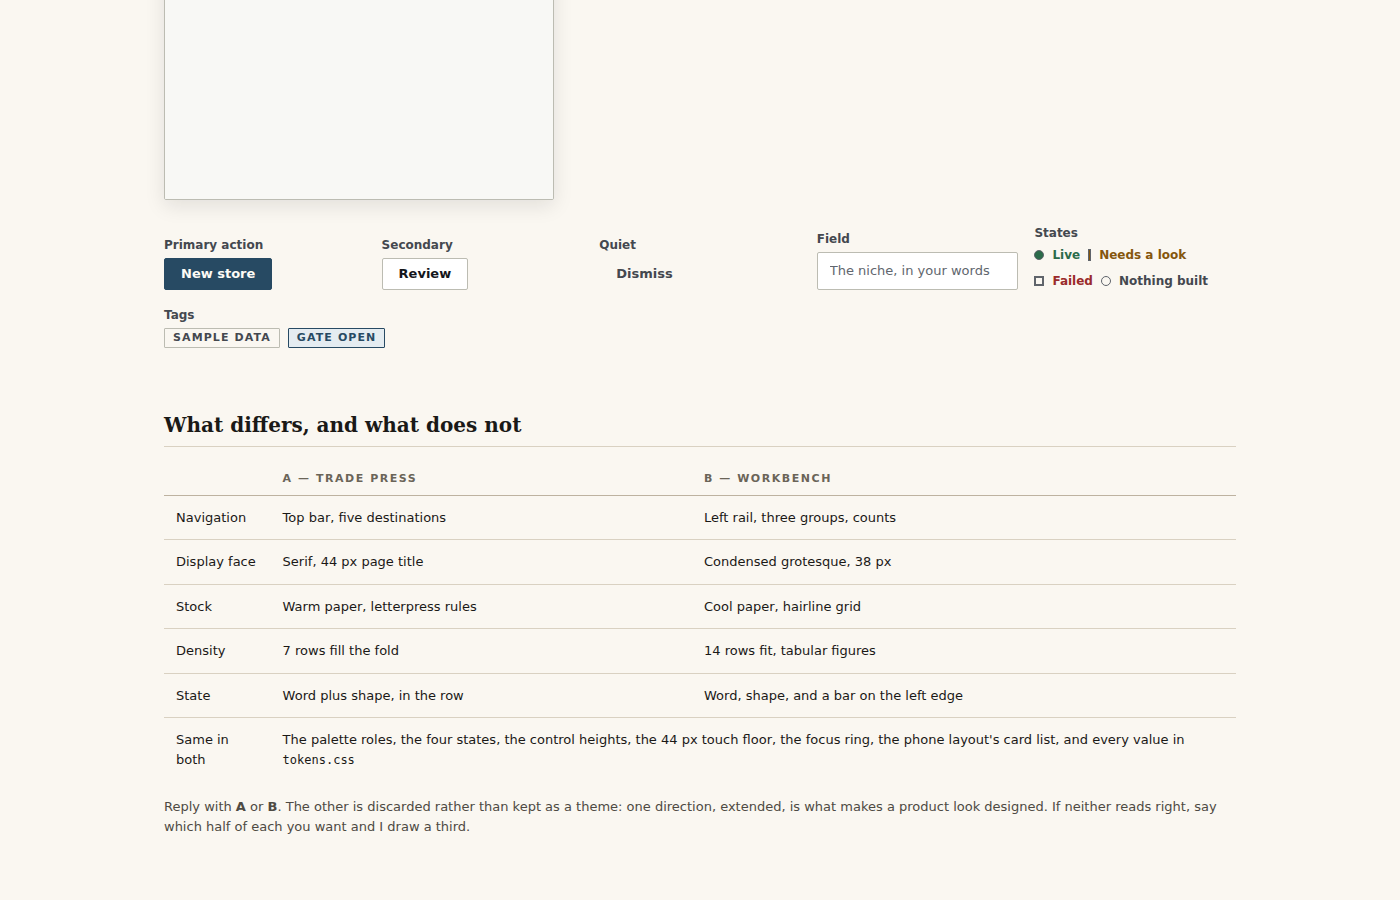 Primary action
New store
Secondary
Review
Quiet
Dismiss
Field
The niche, in your words
States
Live Needs a look
Failed Nothing built
Tags
SAMPLE DATA GATE OPEN
What differs, and what does not
A — TRADE PRESS B — WORKBENCH
Navigation Top bar, five destinations Left rail, three groups, counts
Display face Serif, 44 px page title Condensed grotesque, 38 px
Stock Warm paper, letterpress rules Cool paper, hairline grid
Density 7 rows fill the fold 14 rows fit, tabular figures
State Word plus shape, in the row Word, shape, and a bar on the left edge
Same in both The palette roles, the four states, the control heights, the 44 px touch floor, the focus ring, the phone layout's card list, and every value in
tokens.css
Reply with A or B. The other is discarded rather than kept as a theme: one direction, extended, is what makes a product look designed. If neither reads right, say
which half of each you want and I draw a third.